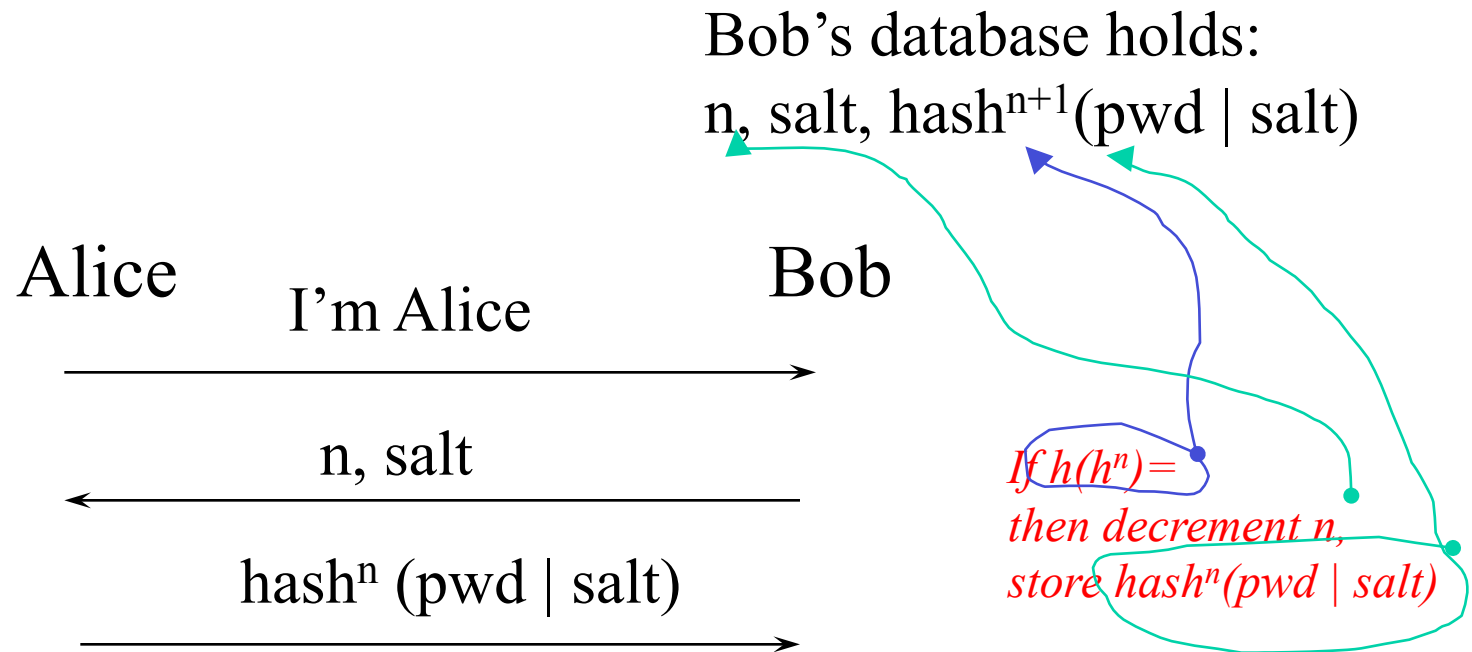 Bob’s database holds:
n, salt, hashⁿ⁺¹(pwd | salt)
Alice
Bob
I’m Alice
n, salt
If h(hⁿ)=
then decrement n,
store hashⁿ(pwd | salt)
hashⁿ (pwd | salt)